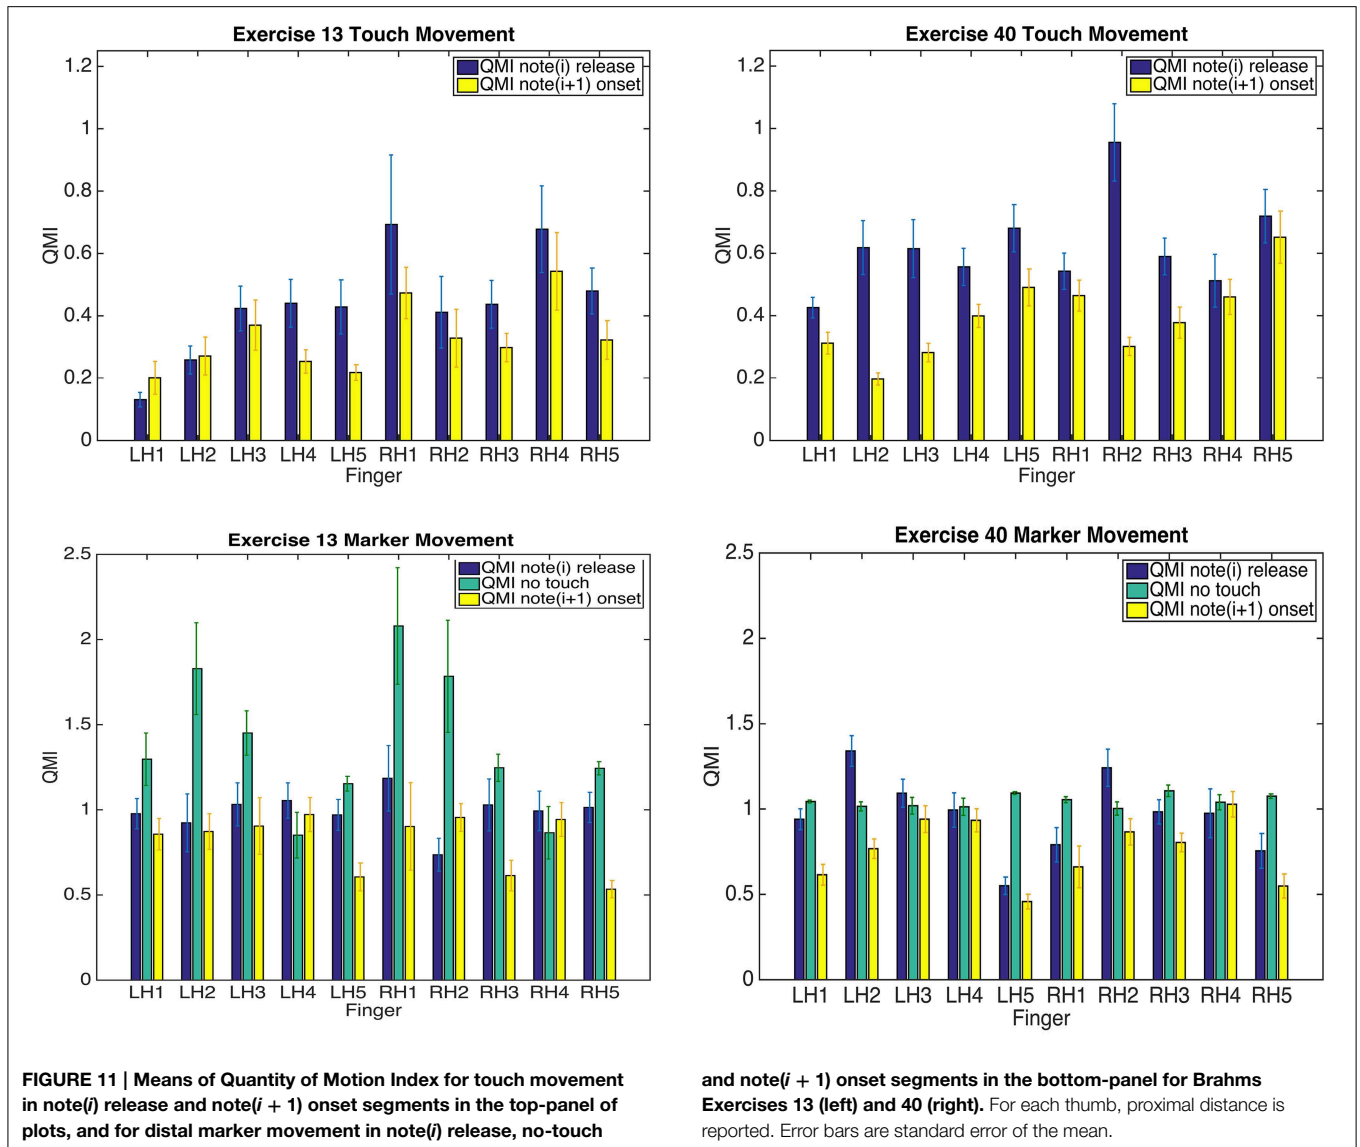 Exercise 13 Touch Movement
QMI note(i) release
QMI note(i+1) onset
1.2
1
0.8
0.6
0.4
0.2
0
QMI
LH1 LH2 LH3 LH4 LH5 RH1 RH2 RH3 RH4 RH5
Finger
Exercise 40 Touch Movement
QMI note(i) release
QMI note(i+1) onset
1.2
1
0.8
0.6
0.4
0.2
0
QMI
LH1 LH2 LH3 LH4 LH5 RH1 RH2 RH3 RH4 RH5
Finger
Exercise 13 Marker Movement
QMI note(i) release
QMI no touch
QMI note(i+1) onset
2.5
2
1.5
1
0.5
0
QMI
LH1 LH2 LH3 LH4 LH5 RH1 RH2 RH3 RH4 RH5
Finger
Exercise 40 Marker Movement
QMI note(i) release
QMI no touch
QMI note(i+1) onset
2.5
2
1.5
1
0.5
0
QMI
LH1 LH2 LH3 LH4 LH5 RH1 RH2 RH3 RH4 RH5
Finger
FIGURE 11 | Means of Quantity of Motion Index for touch movement
in note(i) release and note(i + 1) onset segments in the top-panel of
plots, and for distal marker movement in note(i) release, no-touch
and note(i + 1) onset segments in the bottom-panel for Brahms
Exercises 13 (left) and 40 (right). For each thumb, proximal distance is
reported. Error bars are standard error of the mean.